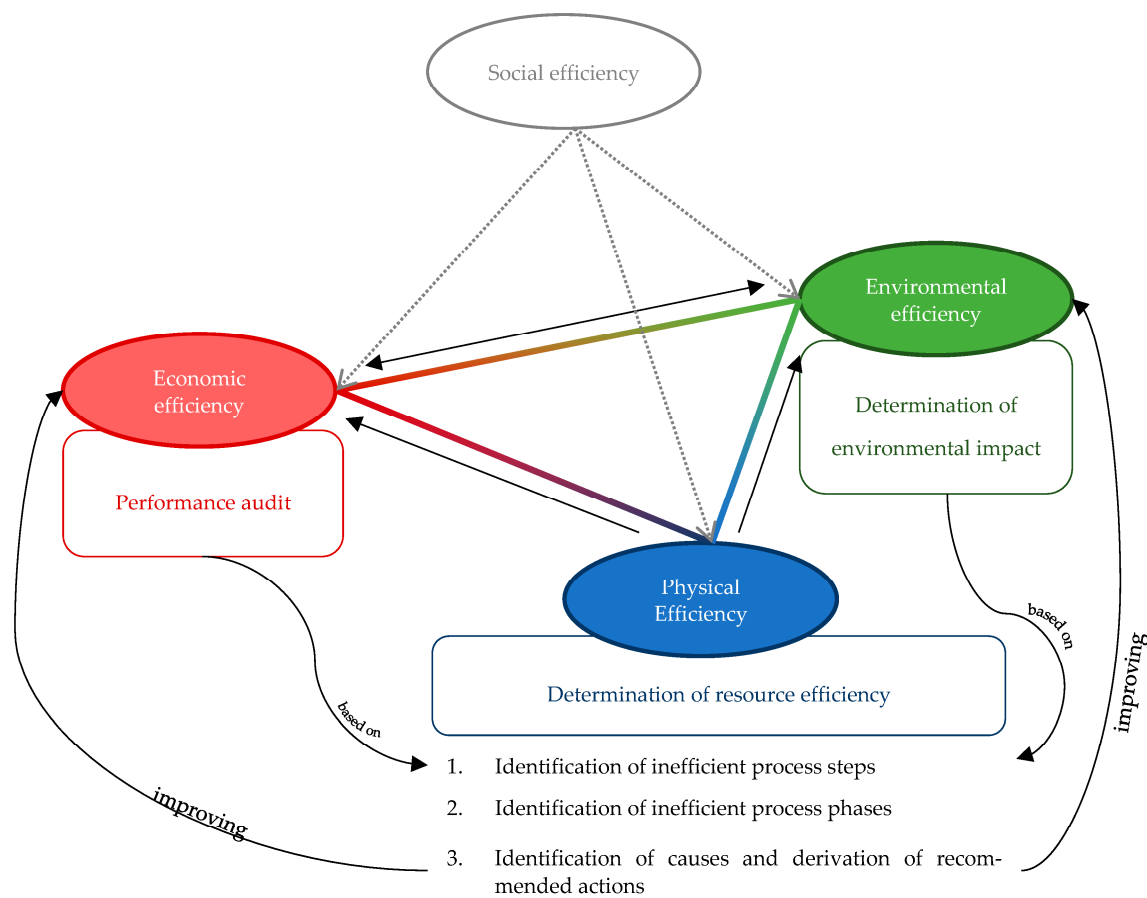 Social efficiency
Environmental
efficiency
Economic
efficiency
Determination of
environmental impact
Performance audit
Physical
Efficiency
based on
improving
Determination of resource efficiency
based on
1. Identification of inefficient process steps
improving
2. Identification of inefficient process phases
3. Identification of causes and derivation of recom-
mended actions